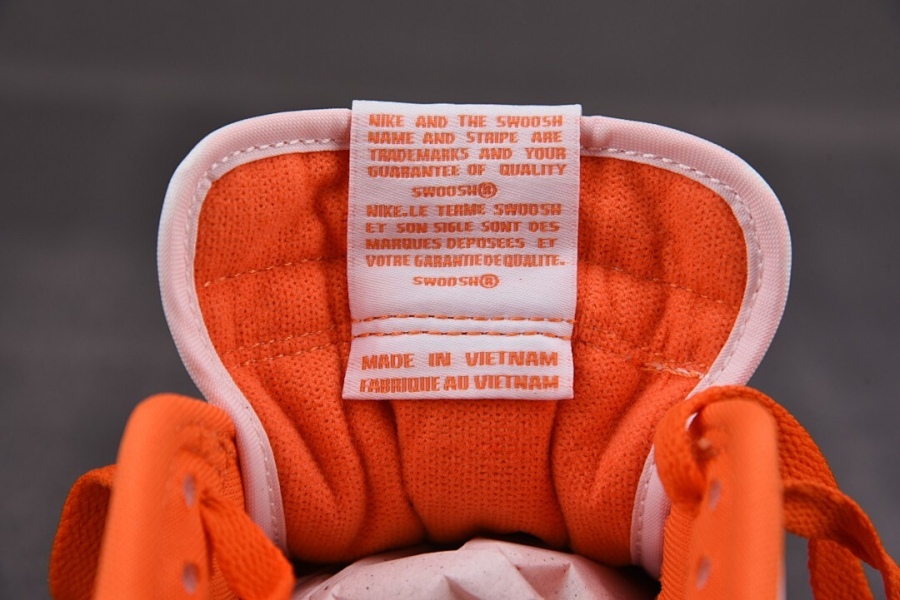 NIKE AND THE SWOOSH
NAME AND STRIPE ARE
TRADEMARKS AND YOUR
GUARANTEE OF QUALITY
SWOOSH®
NIKE.LE TERME SWOOSH
ET SON SIGLE SONT DES
MARQUES DEPOSEES ET
VOTRE GARANTIE DE QUALITE.
SWOOSH®
MADE IN VIETNAM
FABRIQUE AU VIETNAM